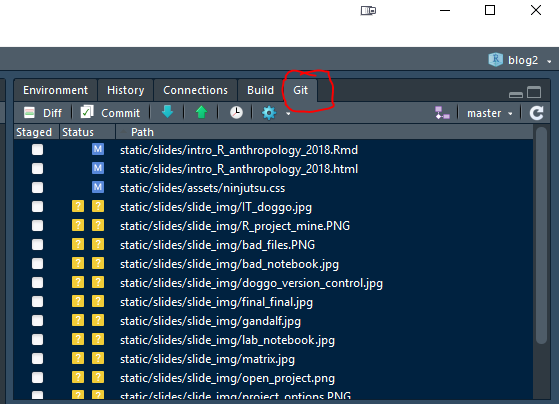 blog2
Environment History Connections Build Git
Diff Commit master
Staged Status Path
M static/slides/intro_R_anthropology_2018.Rmd
M static/slides/intro_R_anthropology_2018.html
M static/slides/assets/ninjutsu.css
? ? static/slides/slide_img/IT_doggo.jpg
? ? static/slides/slide_img/R_project_mine.PNG
? ? static/slides/slide_img/bad_files.PNG
? ? static/slides/slide_img/bad_notebook.jpg
? ? static/slides/slide_img/doggo_version_control.jpg
? ? static/slides/slide_img/final_final.jpg
? ? static/slides/slide_img/gandalf.jpg
? ? static/slides/slide_img/lab_notebook.jpg
? ? static/slides/slide_img/matrix.jpg
? ? static/slides/slide_img/open_project.png
? ? static/slides/slide_img/project_options.PNG